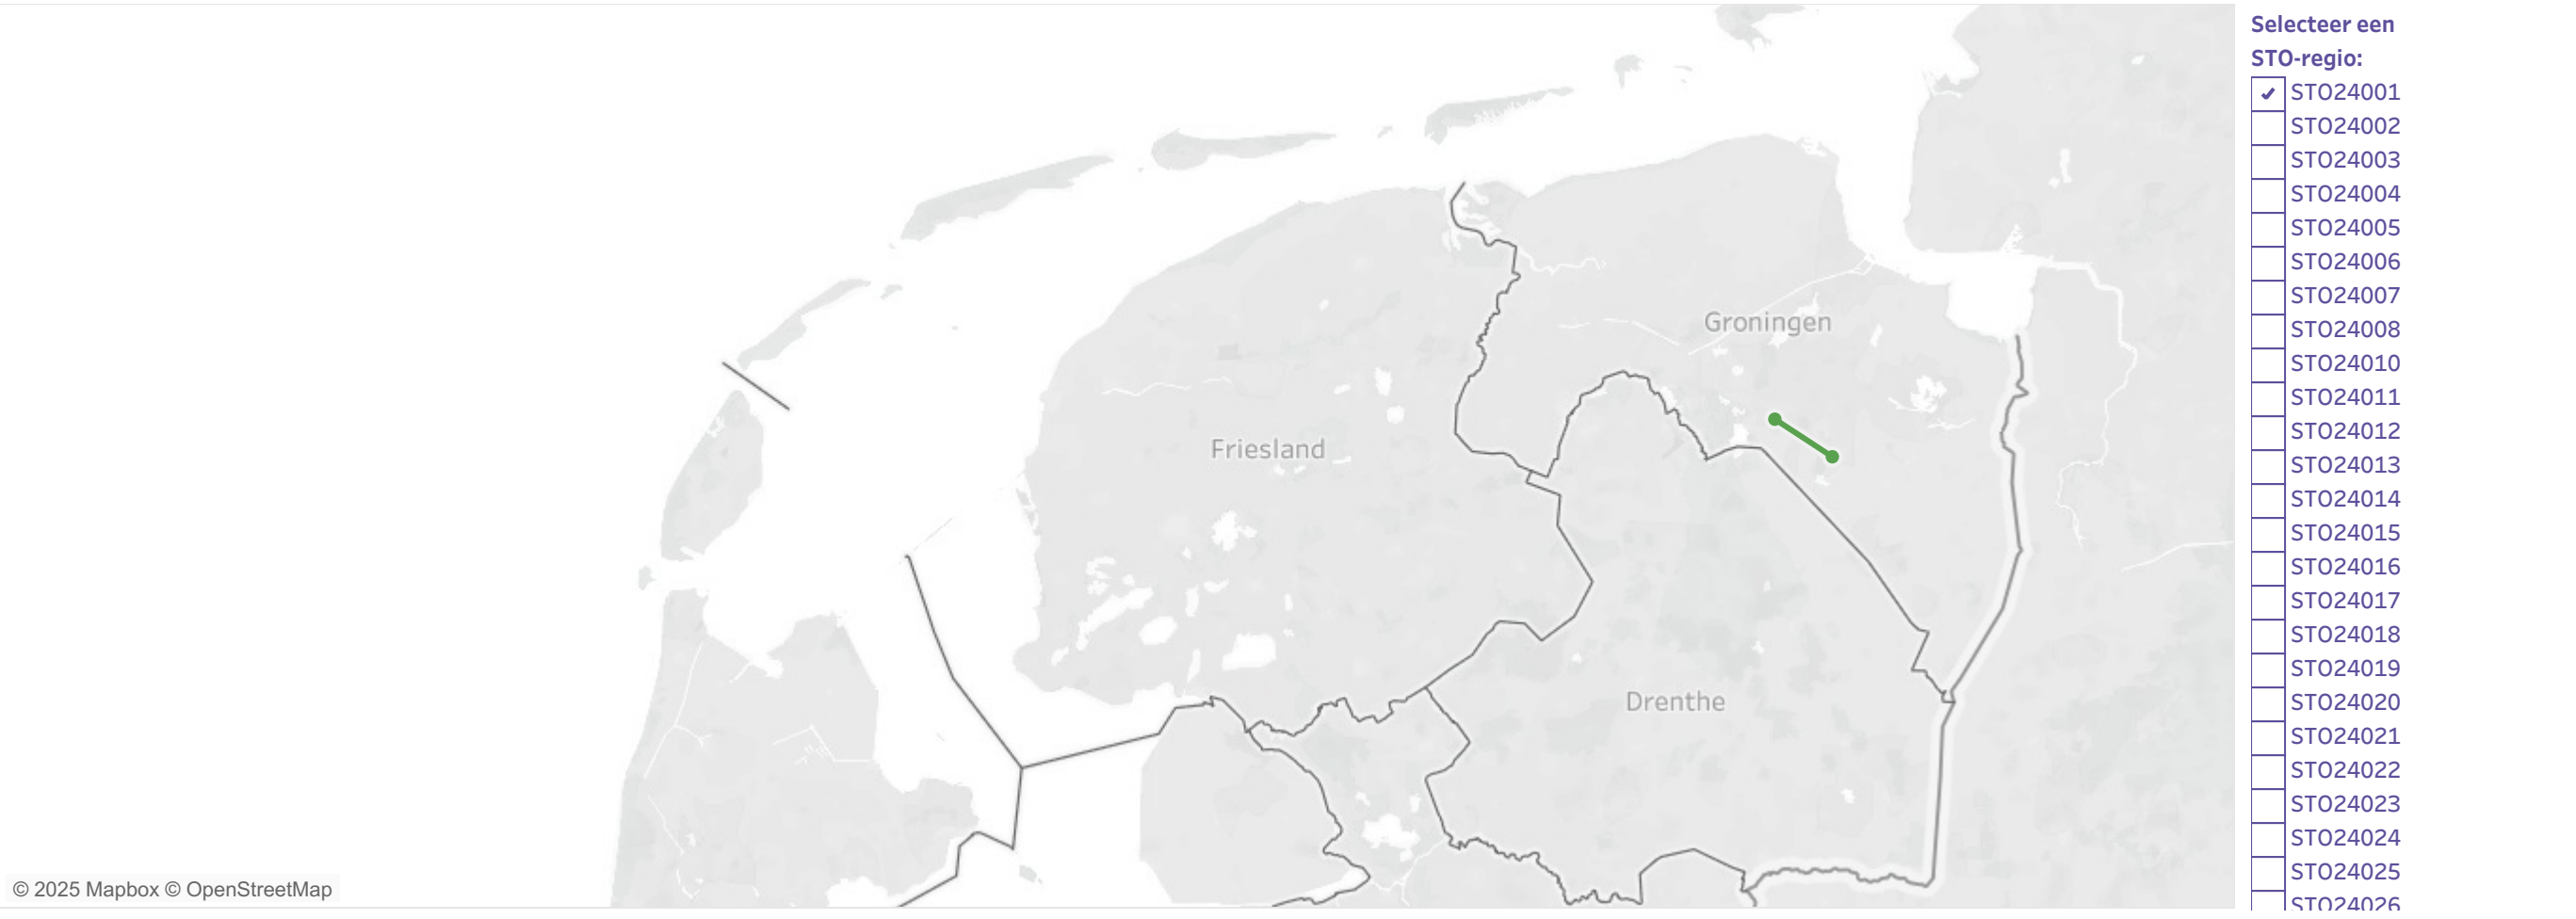 Groningen
Friesland
Drenthe
© 2025 Mapbox © OpenStreetMap
Selecteer een
STO-regio:
STO24001
STO24002
STO24003
STO24004
STO24005
STO24006
STO24007
STO24008
STO24010
STO24011
STO24012
STO24013
STO24014
STO24015
STO24016
STO24017
STO24018
STO24019
STO24020
STO24021
STO24022
STO24023
STO24024
STO24025
STO24026